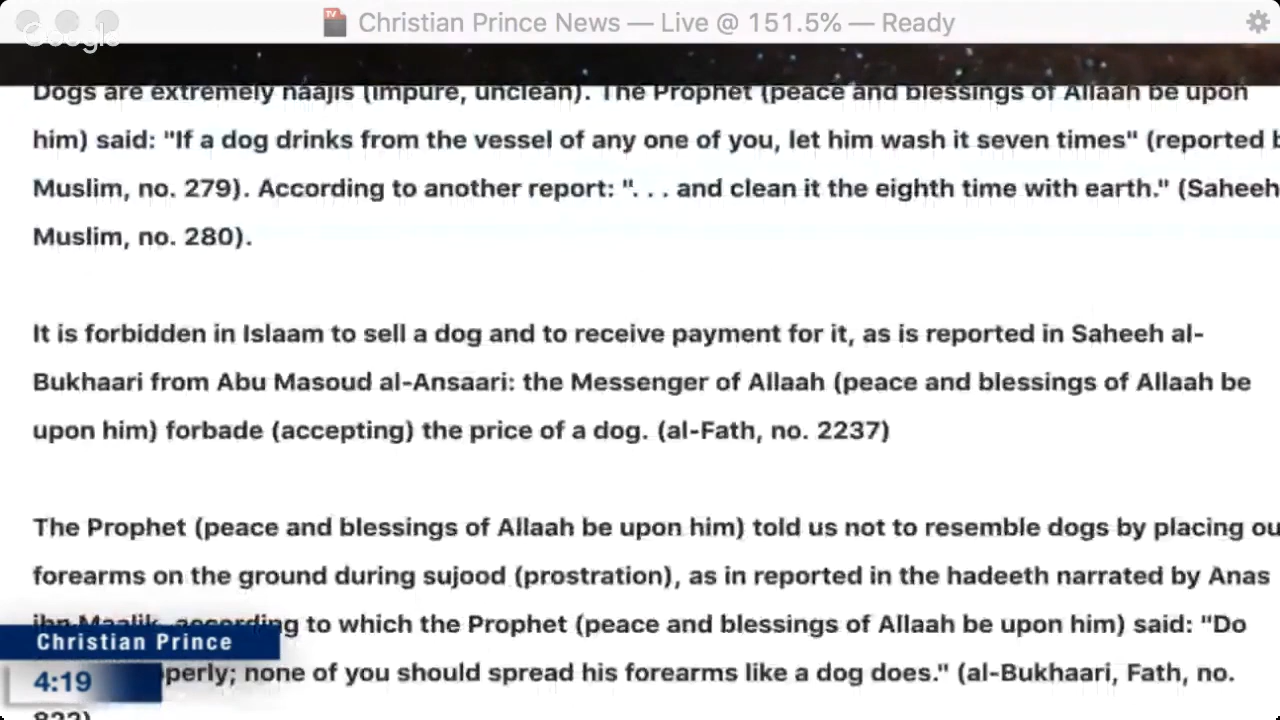 Christian Prince News — Live @ 151.5% — Ready
Google
Dogs are extremely naajis (impure, unclean). The Prophet (peace and blessings of Allaah be upon
him) said: "If a dog drinks from the vessel of any one of you, let him wash it seven times" (reported b
Muslim, no. 279). According to another report: ". . . and clean it the eighth time with earth." (Saheeh
Muslim, no. 280).
It is forbidden in Islaam to sell a dog and to receive payment for it, as is reported in Saheeh al-
Bukhaari from Abu Masoud al-Ansaari: the Messenger of Allaah (peace and blessings of Allaah be
upon him) forbade (accepting) the price of a dog. (al-Fath, no. 2237)
The Prophet (peace and blessings of Allaah be upon him) told us not to resemble dogs by placing ou
forearms on the ground during sujood (prostration), as in reported in the hadeeth narrated by Anas
ibn Maalik, according to which the Prophet (peace and blessings of Allaah be upon him) said: "Do
perly; none of you should spread his forearms like a dog does." (al-Bukhaari, Fath, no.
822)
Christian Prince
4:19